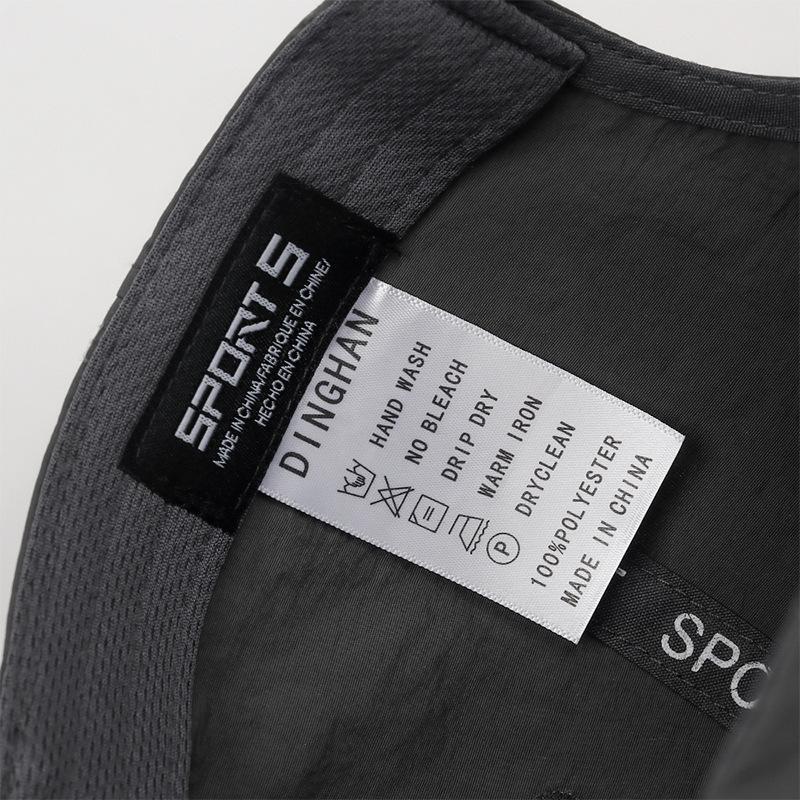 SPORTS
MADE IN CHINA/FABRIQUE EN CHINE/
HECHO EN CHINA
DINGHAN
HAND WASH
NO BLEACH
DRIP DRY
WARM IRON
P DRYCLEAN
100%POLYESTER
MADE IN CHINA
SPO